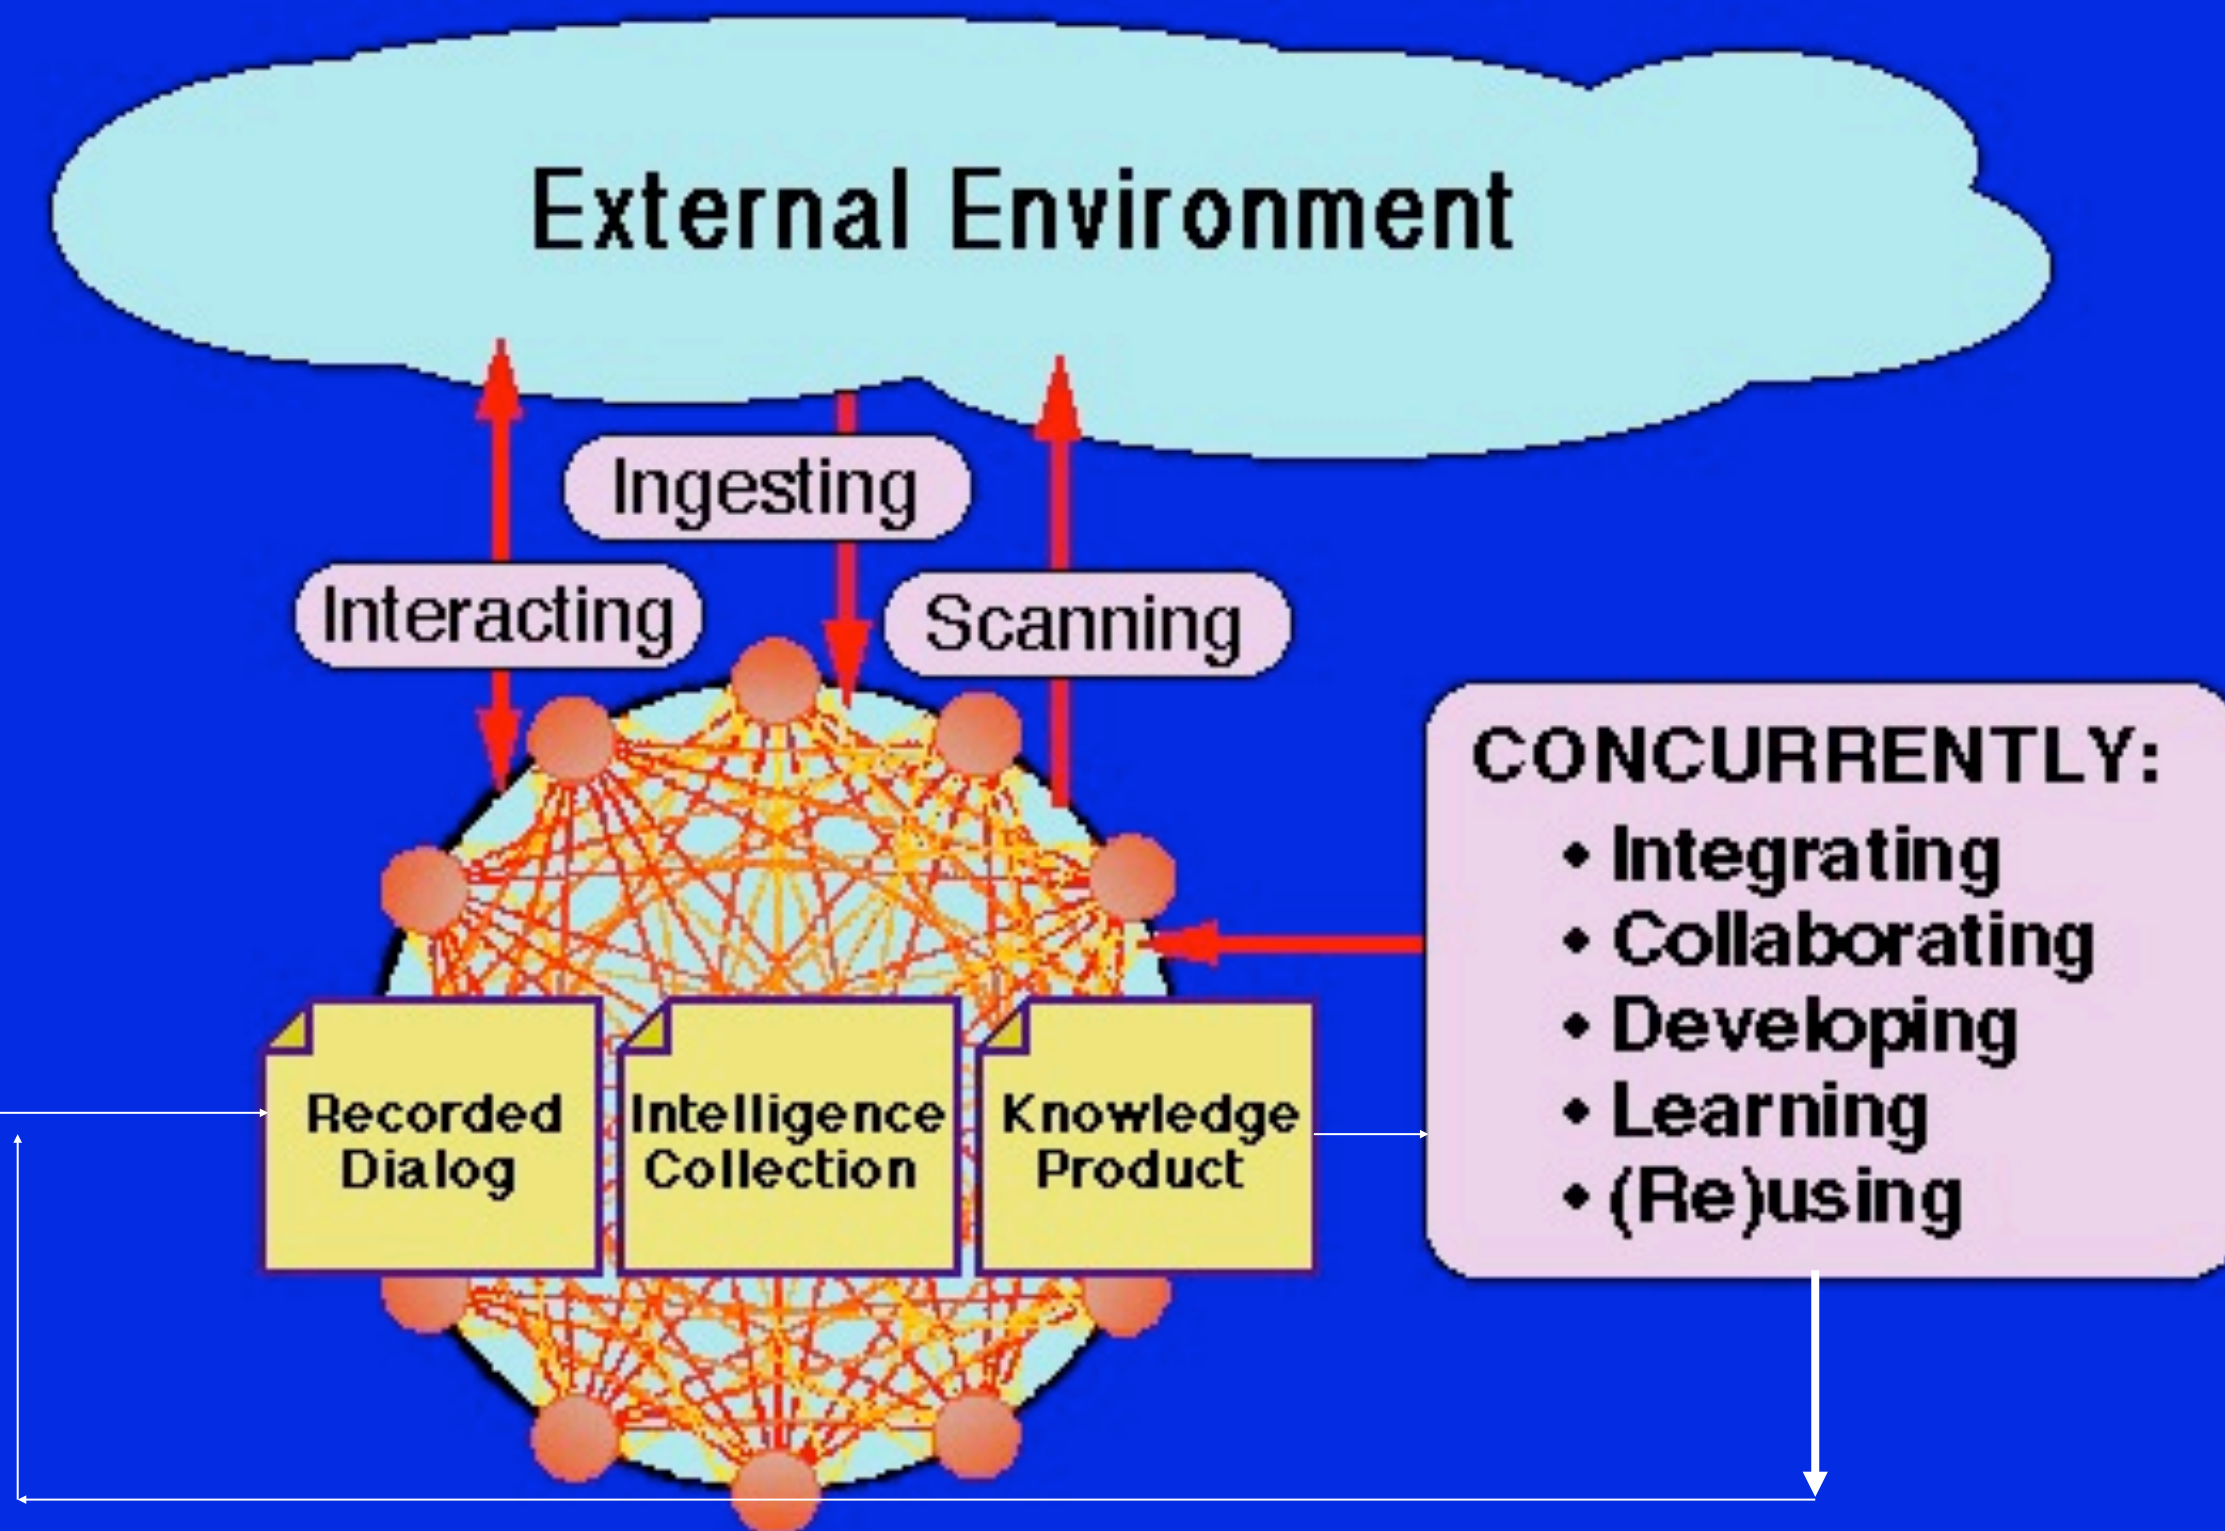 External Environment
Ingesting
Interacting
Scanning
CONCURRENTLY:
• Integrating
• Collaborating
• Developing
• Learning
• (Re)using
Recorded
Dialog
Intelligence
Collection
Knowledge
Product